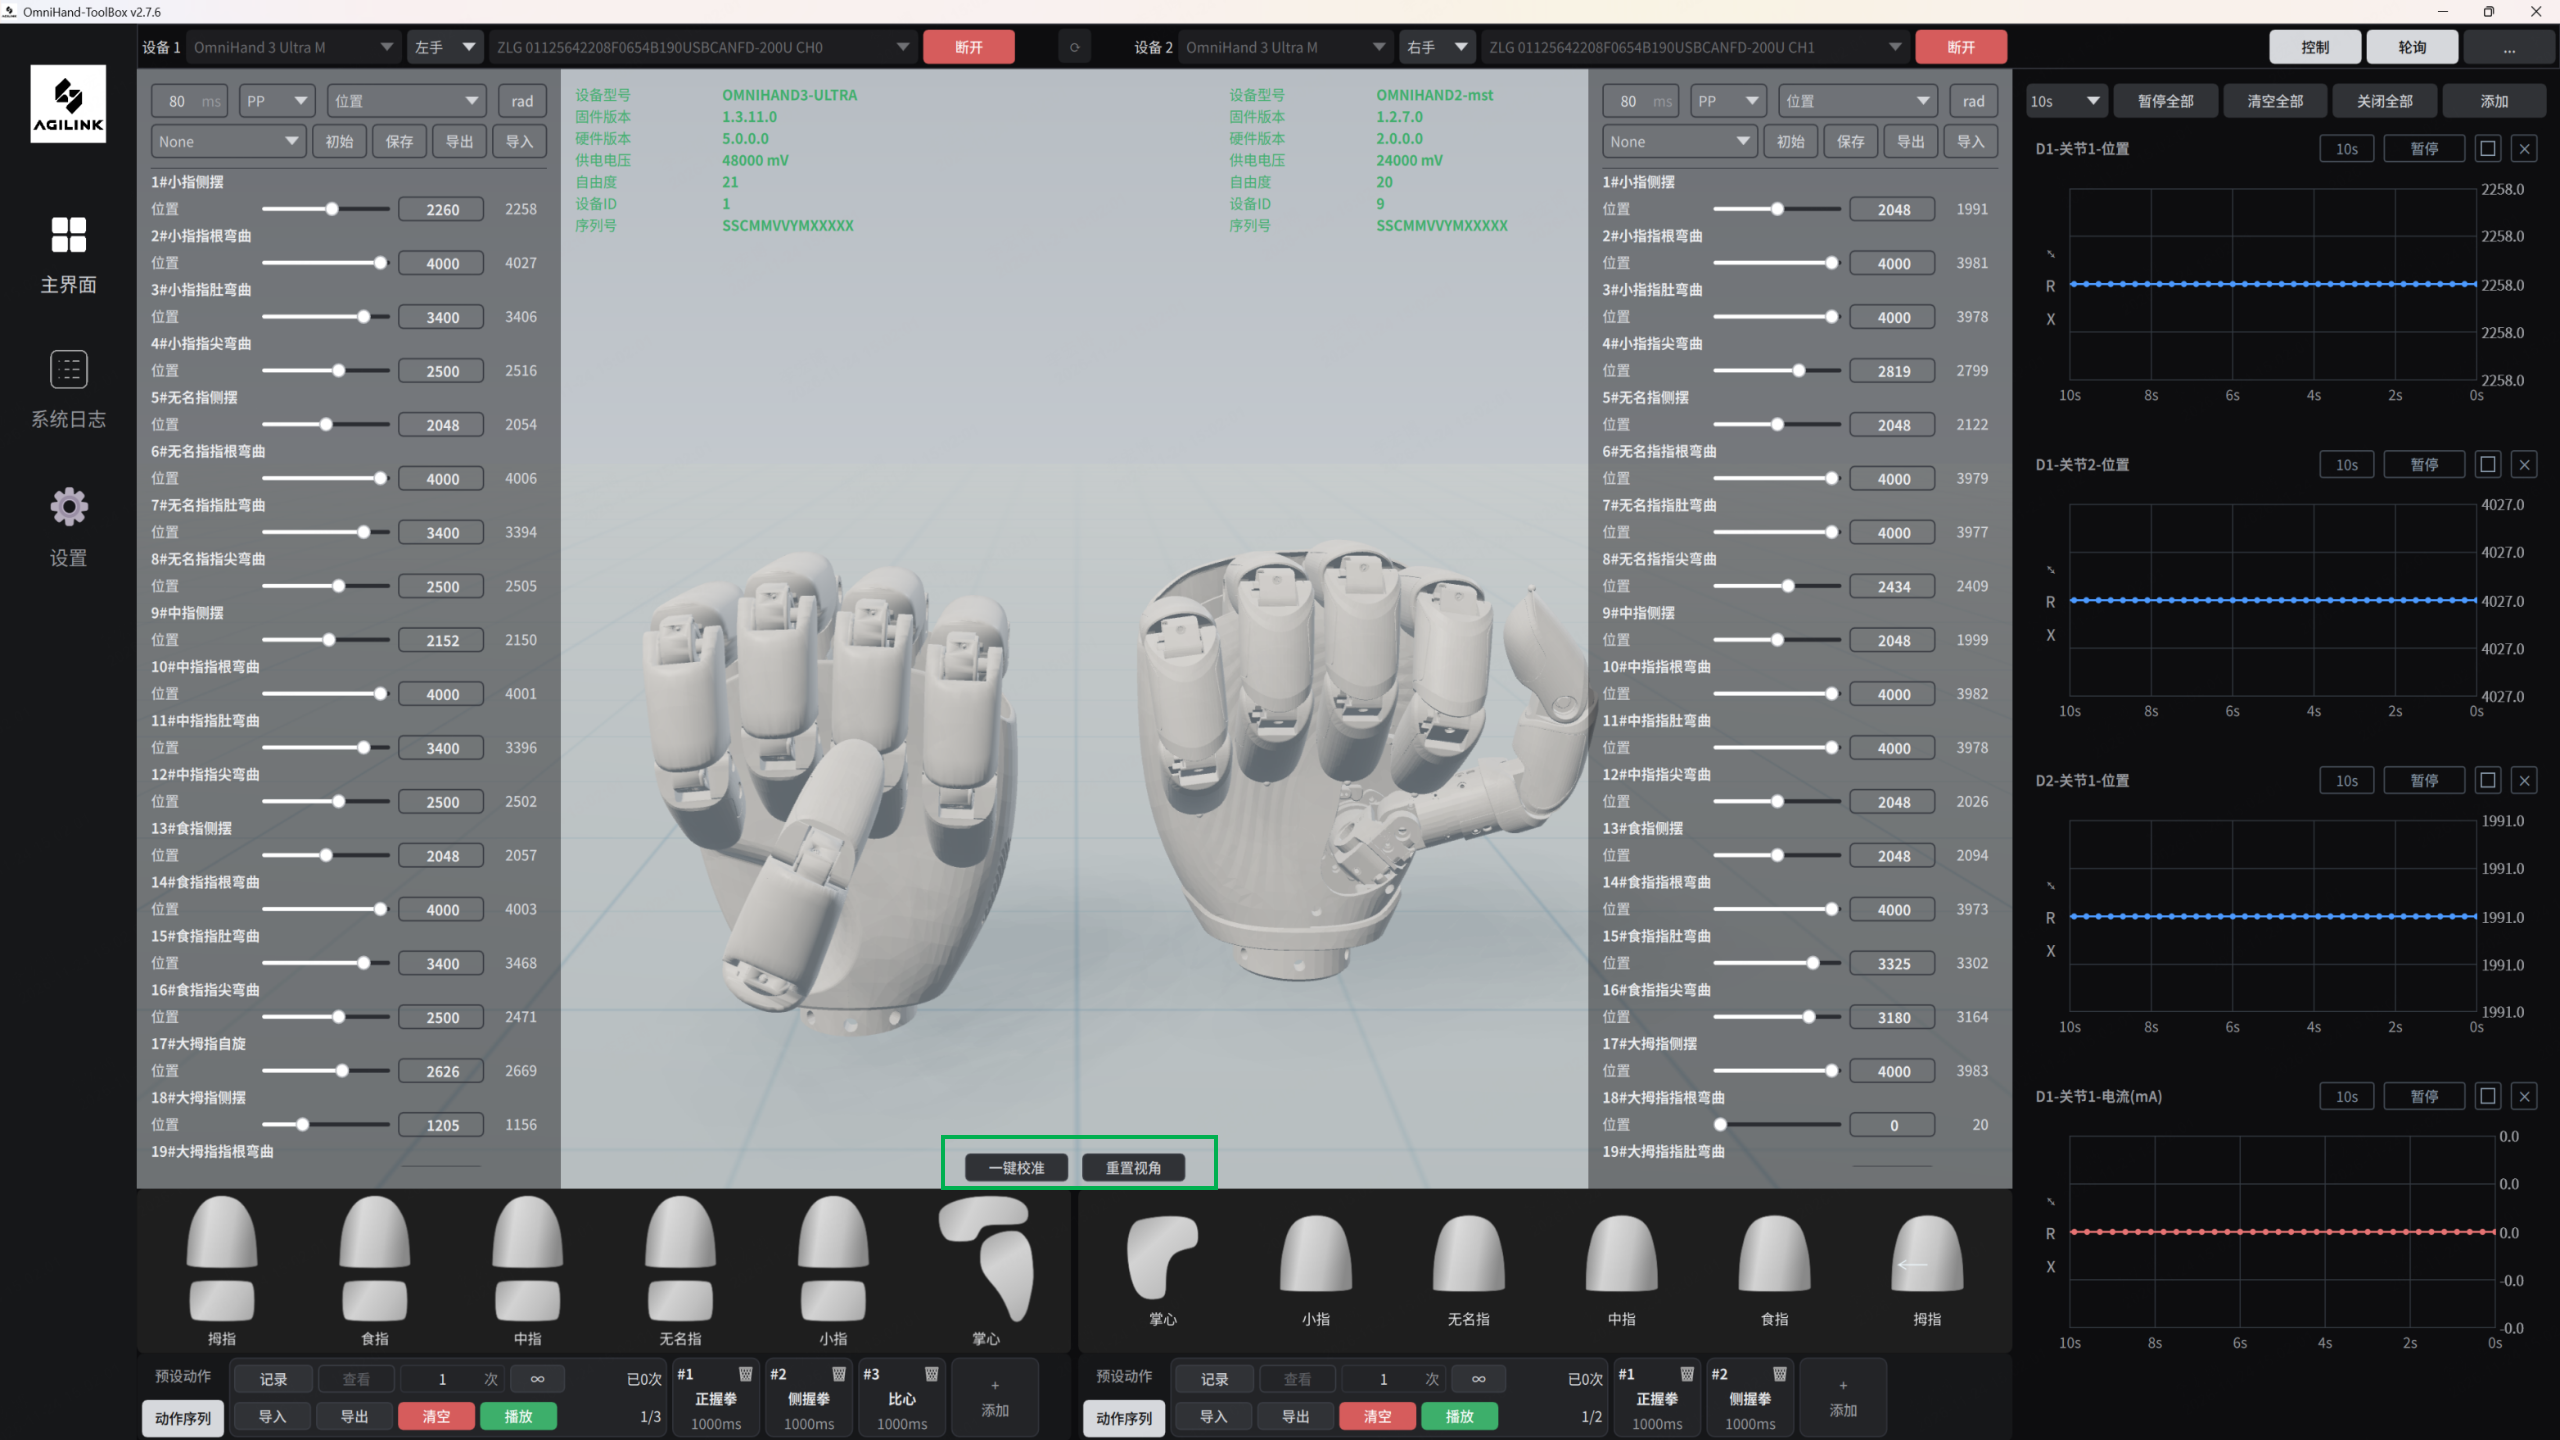 OmniHand-ToolBox v2.7.6
设备 1 OmniHand 3 Ultra M 左手 ZLG 01125642208F0654B190USBCANFD-200U CH0 断开 设备 2 OmniHand 3 Ultra M 右手 ZLG 01125642208F0654B190USBCANFD-200U CH1 断开 控制 轮询 ...
AGILINK
主界面
系统日志
设置
80 ms PP 位置 rad
None 初始 保存 导出 导入
1#小指侧摆
位置 2260 2258
2#小指指根弯曲
位置 4000 4027
3#小指指肚弯曲
位置 3400 3406
4#小指指尖弯曲
位置 2500 2516
5#无名指侧摆
位置 2048 2054
6#无名指指根弯曲
位置 4000 4006
7#无名指指肚弯曲
位置 3400 3394
8#无名指指尖弯曲
位置 2500 2505
9#中指侧摆
位置 2152 2150
10#中指指根弯曲
位置 4000 4001
11#中指指肚弯曲
位置 3400 3396
12#中指指尖弯曲
位置 2500 2502
13#食指侧摆
位置 2048 2057
14#食指指根弯曲
位置 4000 4003
15#食指指肚弯曲
位置 3400 3468
16#食指指尖弯曲
位置 2500 2471
17#大拇指自旋
位置 2626 2669
18#大拇指侧摆
位置 1205 1156
19#大拇指指根弯曲
设备型号 OMNIHAND3-ULTRA
固件版本 1.3.11.0
硬件版本 5.0.0.0
供电电压 48000 mV
自由度 21
设备ID 1
序列号 SSCMMVVYMXXXXX
设备型号 OMNIHAND2-mst
固件版本 1.2.7.0
硬件版本 2.0.0.0
供电电压 24000 mV
自由度 20
设备ID 9
序列号 SSCMMVVYMXXXXX
一键校准 重置视角
80 ms PP 位置 rad
None 初始 保存 导出 导入
1#小指侧摆
位置 2048 1991
2#小指指根弯曲
位置 4000 3981
3#小指指肚弯曲
位置 4000 3978
4#小指指尖弯曲
位置 2819 2799
5#无名指侧摆
位置 2048 2122
6#无名指指根弯曲
位置 4000 3979
7#无名指指肚弯曲
位置 4000 3977
8#无名指指尖弯曲
位置 2434 2409
9#中指侧摆
位置 2048 1999
10#中指指根弯曲
位置 4000 3982
11#中指指肚弯曲
位置 4000 3978
12#中指指尖弯曲
位置 2048 2026
13#食指侧摆
位置 2048 2094
14#食指指根弯曲
位置 4000 3973
15#食指指肚弯曲
位置 3325 3302
16#食指指尖弯曲
位置 3180 3164
17#大拇指侧摆
位置 4000 3983
18#大拇指指根弯曲
位置 0 20
19#大拇指指肚弯曲
10s 暂停全部 清空全部 关闭全部 添加
D1-关节1-位置 10s 暂停
2258.0
2258.0
R 2258.0
X
2258.0
2258.0
10s 8s 6s 4s 2s 0s
D1-关节2-位置 10s 暂停
4027.0
4027.0
R 4027.0
X
4027.0
4027.0
10s 8s 6s 4s 2s 0s
D2-关节1-位置 10s 暂停
1991.0
1991.0
R 1991.0
X
1991.0
1991.0
10s 8s 6s 4s 2s 0s
D1-关节1-电流(mA) 10s 暂停
0.0
0.0
R 0.0
X
-0.0
-0.0
10s 8s 6s 4s 2s 0s
拇指 食指 中指 无名指 小指 掌心
掌心 小指 无名指 中指 食指 拇指
预设动作 记录 查看 1 次 ∞ 已0次
动作序列 导入 导出 清空 播放 1/3
#1 正握拳 1000ms
#2 侧握拳 1000ms
#3 比心 1000ms
+ 添加
预设动作 记录 查看 1 次 ∞ 已0次
动作序列 导入 导出 清空 播放 1/2
#1 正握拳 1000ms
#2 侧握拳 1000ms
+ 添加